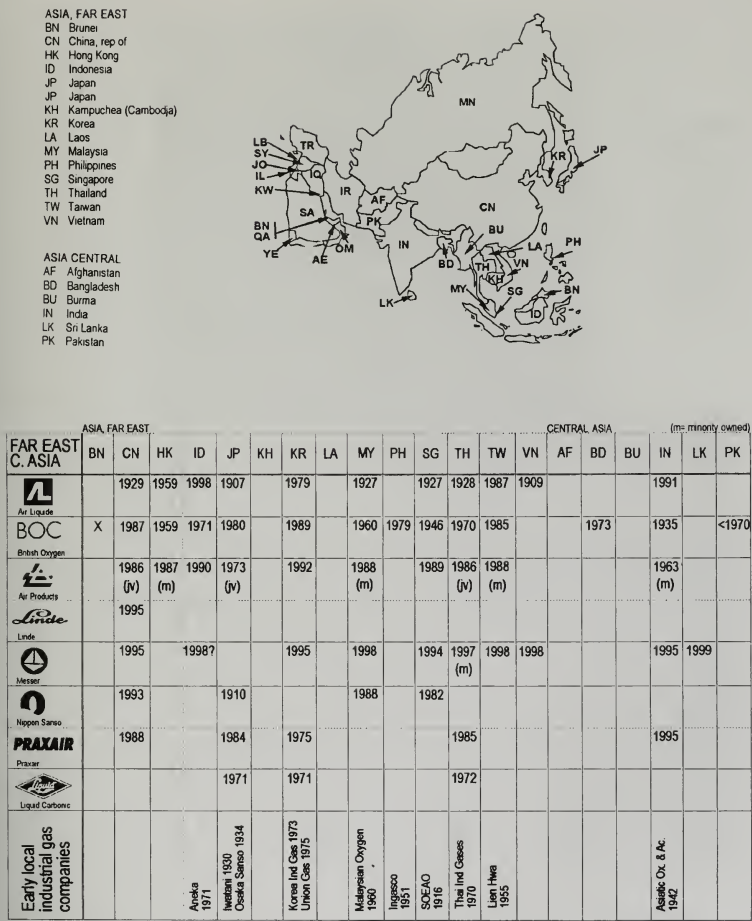 ASIA, FAR EAST
BN Brunei
CN China, rep of
HK Hong Kong
ID Indonesia
JP Japan
JP Japan
KH Kampuchea (Cambodja)
KR Korea
LA Laos
MY Malaysia
PH Philippines
SG Singapore
TH Thailand
TW Taiwan
VN Vietnam
ASIA CENTRAL
AF Afghanistan
BD Bangladesh
BU Burma
IN India
LK Sri Lanka
PK Pakistan
MN
TR
LB
SY
JO
IL
IQ
KW
IR
AF
PK
SA
BN
QA
YE
AE
OM
IN
LK
CN
BU
BD
TH
KH
VN
LA
MY
SG
PH
BN
ID
KR
JP
ASIA, FAR EAST CENTRAL ASIA (m= minority owned)
FAR EAST C. ASIA BN CN HK ID JP KH KR LA MY PH SG TH TW VN AF BD BU IN LK PK
AL 1929 1959 1998 1907 1979 1927 1927 1928 1987 1909 1991
Air Liquide
BOC X 1987 1959 1971 1980 1989 1960 1979 1946 1970 1985 1973 1935 <1970
British Oxygen
1986 1987 1990 1973 1992 1988 1989 1986 1988 1963
(jv) (m) (jv) (m) (jv) (m) (m)
Air Products
Linde 1995
Linde
1995 1998? 1995 1998 1994 1997 1998 1998 1995 1999
(m)
Messer
1993 1910 1988 1982
Nippon Sanso
PRAXAIR 1988 1984 1975 1985 1995
Praxair
Liquid 1971 1971 1972
Liquid Carbonic
Early local
industrial gas
companies
Aneka
1971
Iwatani 1930
Osaka Sanso 1934
Korea Ind Gas 1973
Union Gas 1975
Malaysian Oxygen
1960
Ingasco
1951
SOEAO
1916
Thai Ind Gases
1970
Lien Hwa
1955
Asiatic Ox. & Ac.
1942